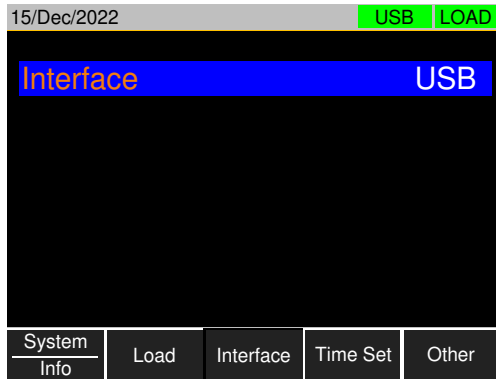 15/Dec/2022 USB LOAD
Interface USB
System
Info
Load
Interface
Time Set
Other